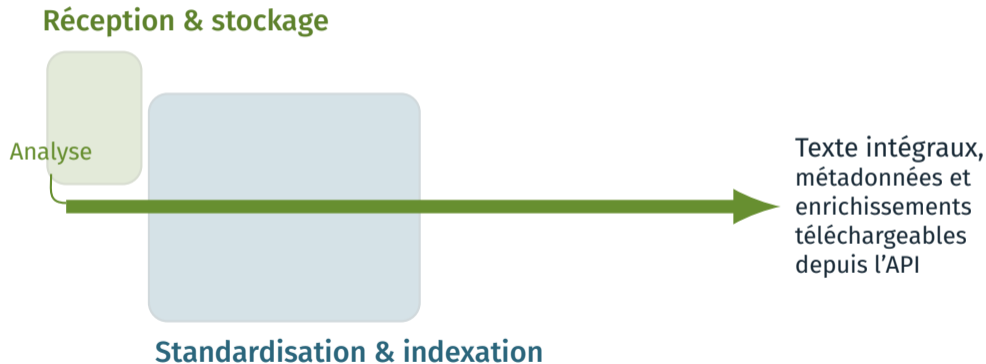 Réception & stockage
Analyse
Texte intégraux,
métadonnées et
enrichissements
téléchargeables
depuis l’API
Standardisation & indexation